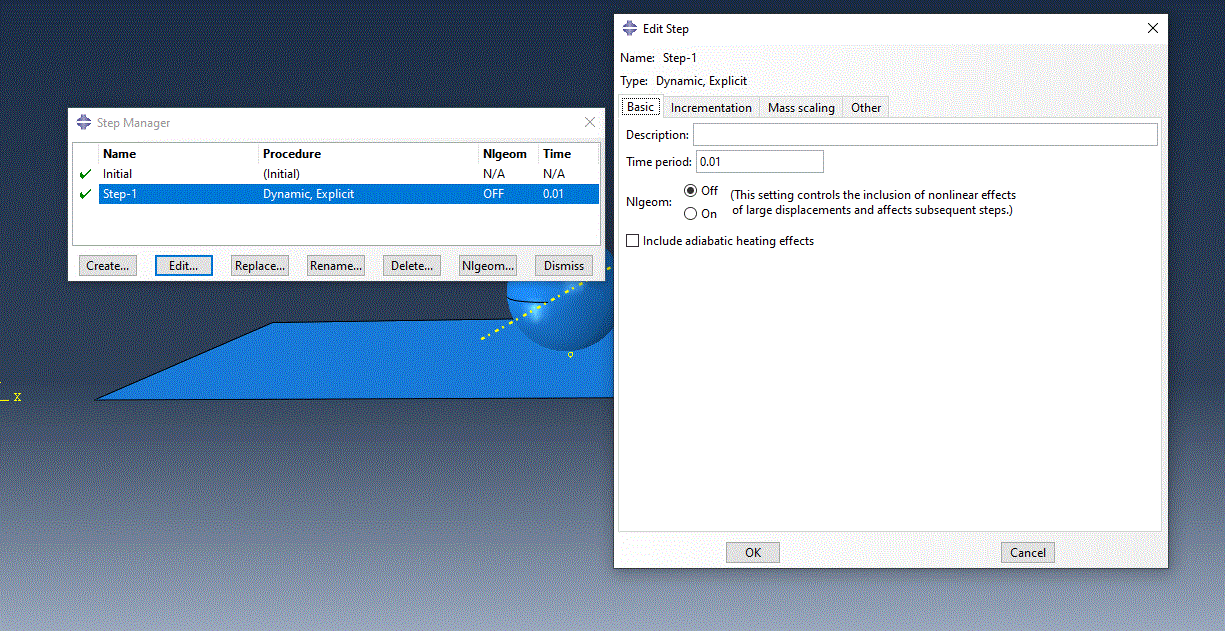 Step Manager
Name Procedure Nlgeom Time
Initial (Initial) N/A N/A
Step-1 Dynamic, Explicit OFF 0.01
Create... Edit... Replace... Rename... Delete... Nlgeom... Dismiss
X
Edit Step
Name: Step-1
Type: Dynamic, Explicit
Basic Incrementation Mass scaling Other
Description:
Time period: 0.01
Nlgeom:
Off
On
(This setting controls the inclusion of nonlinear effects
of large displacements and affects subsequent steps.)
Include adiabatic heating effects
OK Cancel